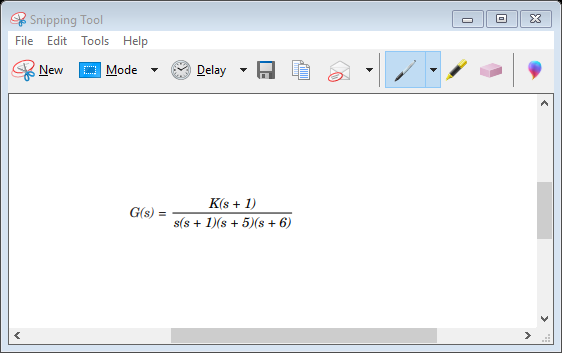 Snipping Tool
File Edit Tools Help
New Mode Delay
G(s) = K(s + 1)
s(s + 1)(s + 5)(s + 6)